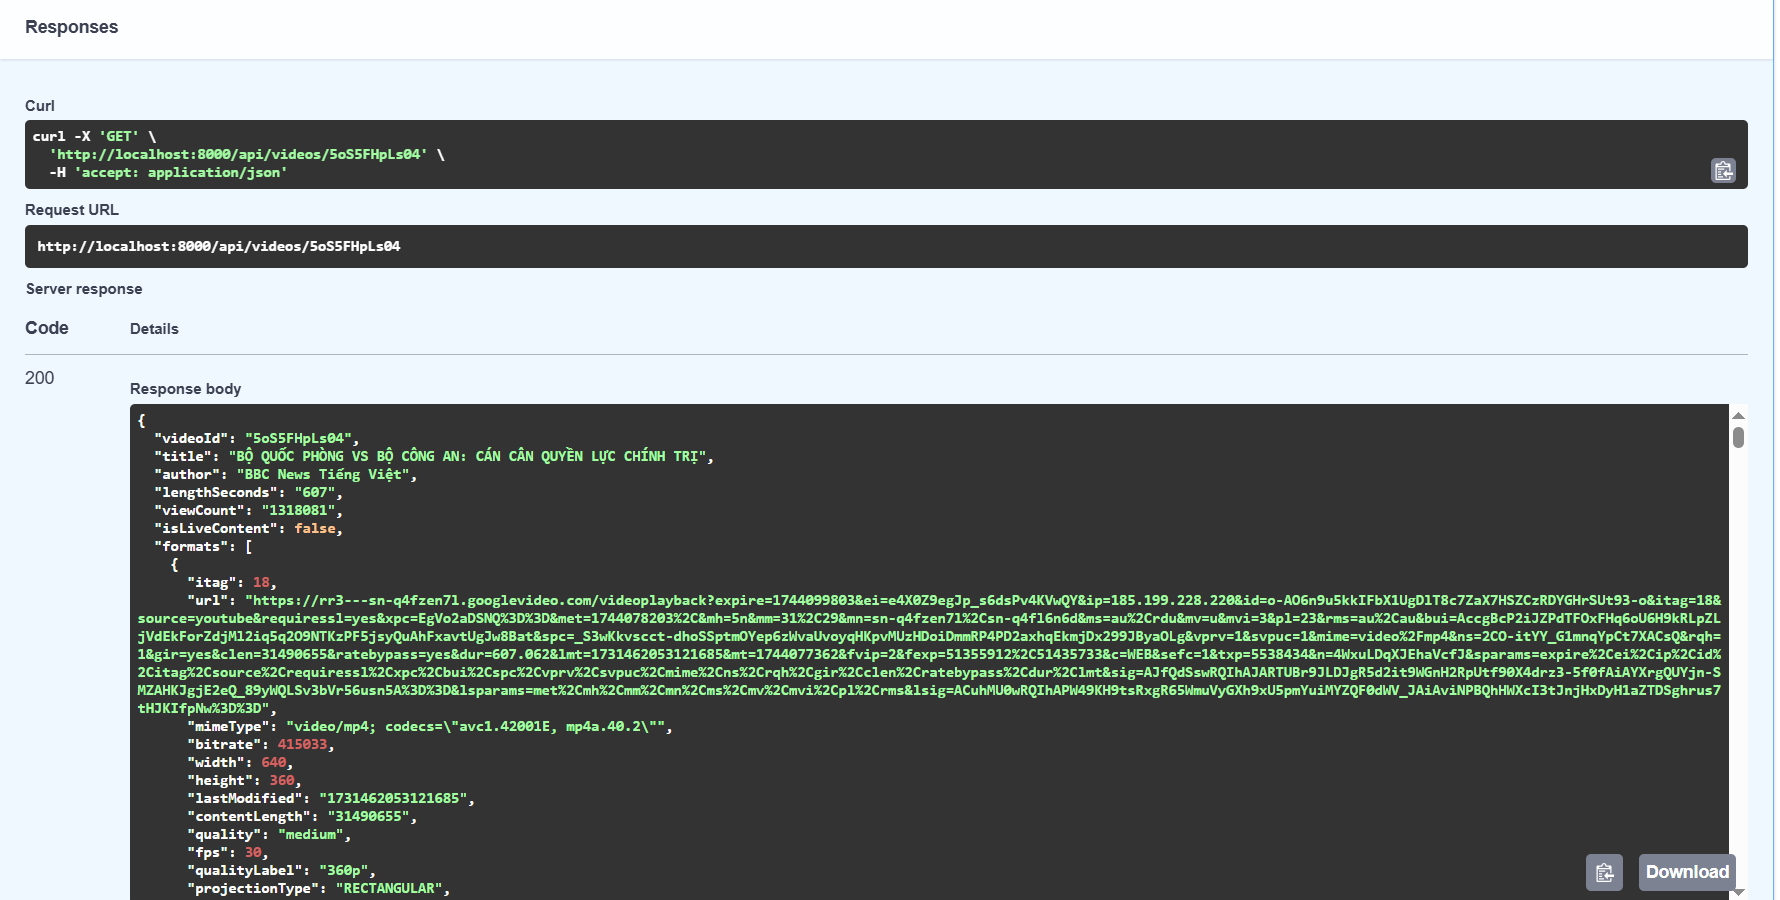 Responses
Curl
curl -X 'GET' \
'http://localhost:8000/api/videos/5oS5FHpLs04' \
-H 'accept: application/json'
Request URL
http://localhost:8000/api/videos/5oS5FHpLs04
Server response
Code Details
200
Response body
{
"videoId": "5oS5FHpLs04",
"title": "BỘ QUỐC PHÒNG VS BỘ CÔNG AN: CÁN CÂN QUYỀN LỰC CHÍNH TRỊ",
"author": "BBC News Tiếng Việt",
"lengthSeconds": "607",
"viewCount": "1318081",
"isLiveContent": false,
"formats": [
{
"itag": 18,
"url": "https://rr3---sn-q4fzen7l.googlevideo.com/videoplayback?expire=1744099803&ei=e4X0Z9egJp_s6dsPv4KVwQY&ip=185.199.228.220&id=o-AO6n9u5kkIFbX1UgDlT8c7ZaX7HSZCzRDYGHrSUt93-o&itag=18&
source=youtube&requiressl=yes&xpc=EgVo2aDSNQ%3D%3D&met=1744078203%2C&mh=5n&mm=31%2C29&mn=sn-q4fzen7l%2Csn-q4fl6n6d&ms=au%2Crdu&mv=u&mvi=3&pl=23&rms=au%2Cau&bui=AccgBcP2iJZPdTFOxFHq6oU6H9kRLpZL
jVdEkForZdjMl2iq5q2O9NTKzPF5jsyQuAhFxavtUgJw8Bat&spc=_S3wKkvscct-dhoSSptmOYep6zWvaUvoyqHKpvMUzHDoiDmmRP4PD2axhqEkmjDx299JByaOLg&vprv=1&svpuc=1&mime=video%2Fmp4&ns=2CO-itYY_G1mnqYpCt7XACsQ&rqh=
1&gir=yes&clen=31490655&ratebypass=yes&dur=607.062&lmt=1731462053121685&mt=1744077362&fvip=2&fexp=51355912%2C51435733&c=WEB&sefc=1&txp=5538434&n=4WxuLDqXJEhaVcfJ&sparams=expire%2Cei%2Cip%2Cid%
2Citag%2Csource%2Crequiressl%2Cxpc%2Cbui%2Cspc%2Cvprv%2Csvpuc%2Cmime%2Cns%2Crqh%2Cgir%2Cclen%2Cratebypass%2Cdur%2Clmt&sig=AJfQdSswRQIhAJARTUBr9JLDJgR5d2it9WGnH2RpUtf90X4drz3-5f0fAiAYXrgQUYjn-S
MZAHKJgjE2eQ_89yWQLSv3bVr56usn5A%3D%3D&lsparams=met%2Cmh%2Cmm%2Cmn%2Cms%2Cmv%2Cmvi%2Cpl%2Crms&lsig=ACuhMU0wRQIhAPW49KH9tsRxgR65WmuVyGXh9xU5pmYuiMYZQF0dWV_JAiAviNPBQhHWXcI3tJnjHxDyH1aZTDSghrus7
tHJKIfpNw%3D%3D",
"mimeType": "video/mp4; codecs=\"avc1.42001E, mp4a.40.2\"",
"bitrate": 415033,
"width": 640,
"height": 360,
"lastModified": "1731462053121685",
"contentLength": "31490655",
"quality": "medium",
"fps": 30,
"qualityLabel": "360p",
"projectionType": "RECTANGULAR",
Download